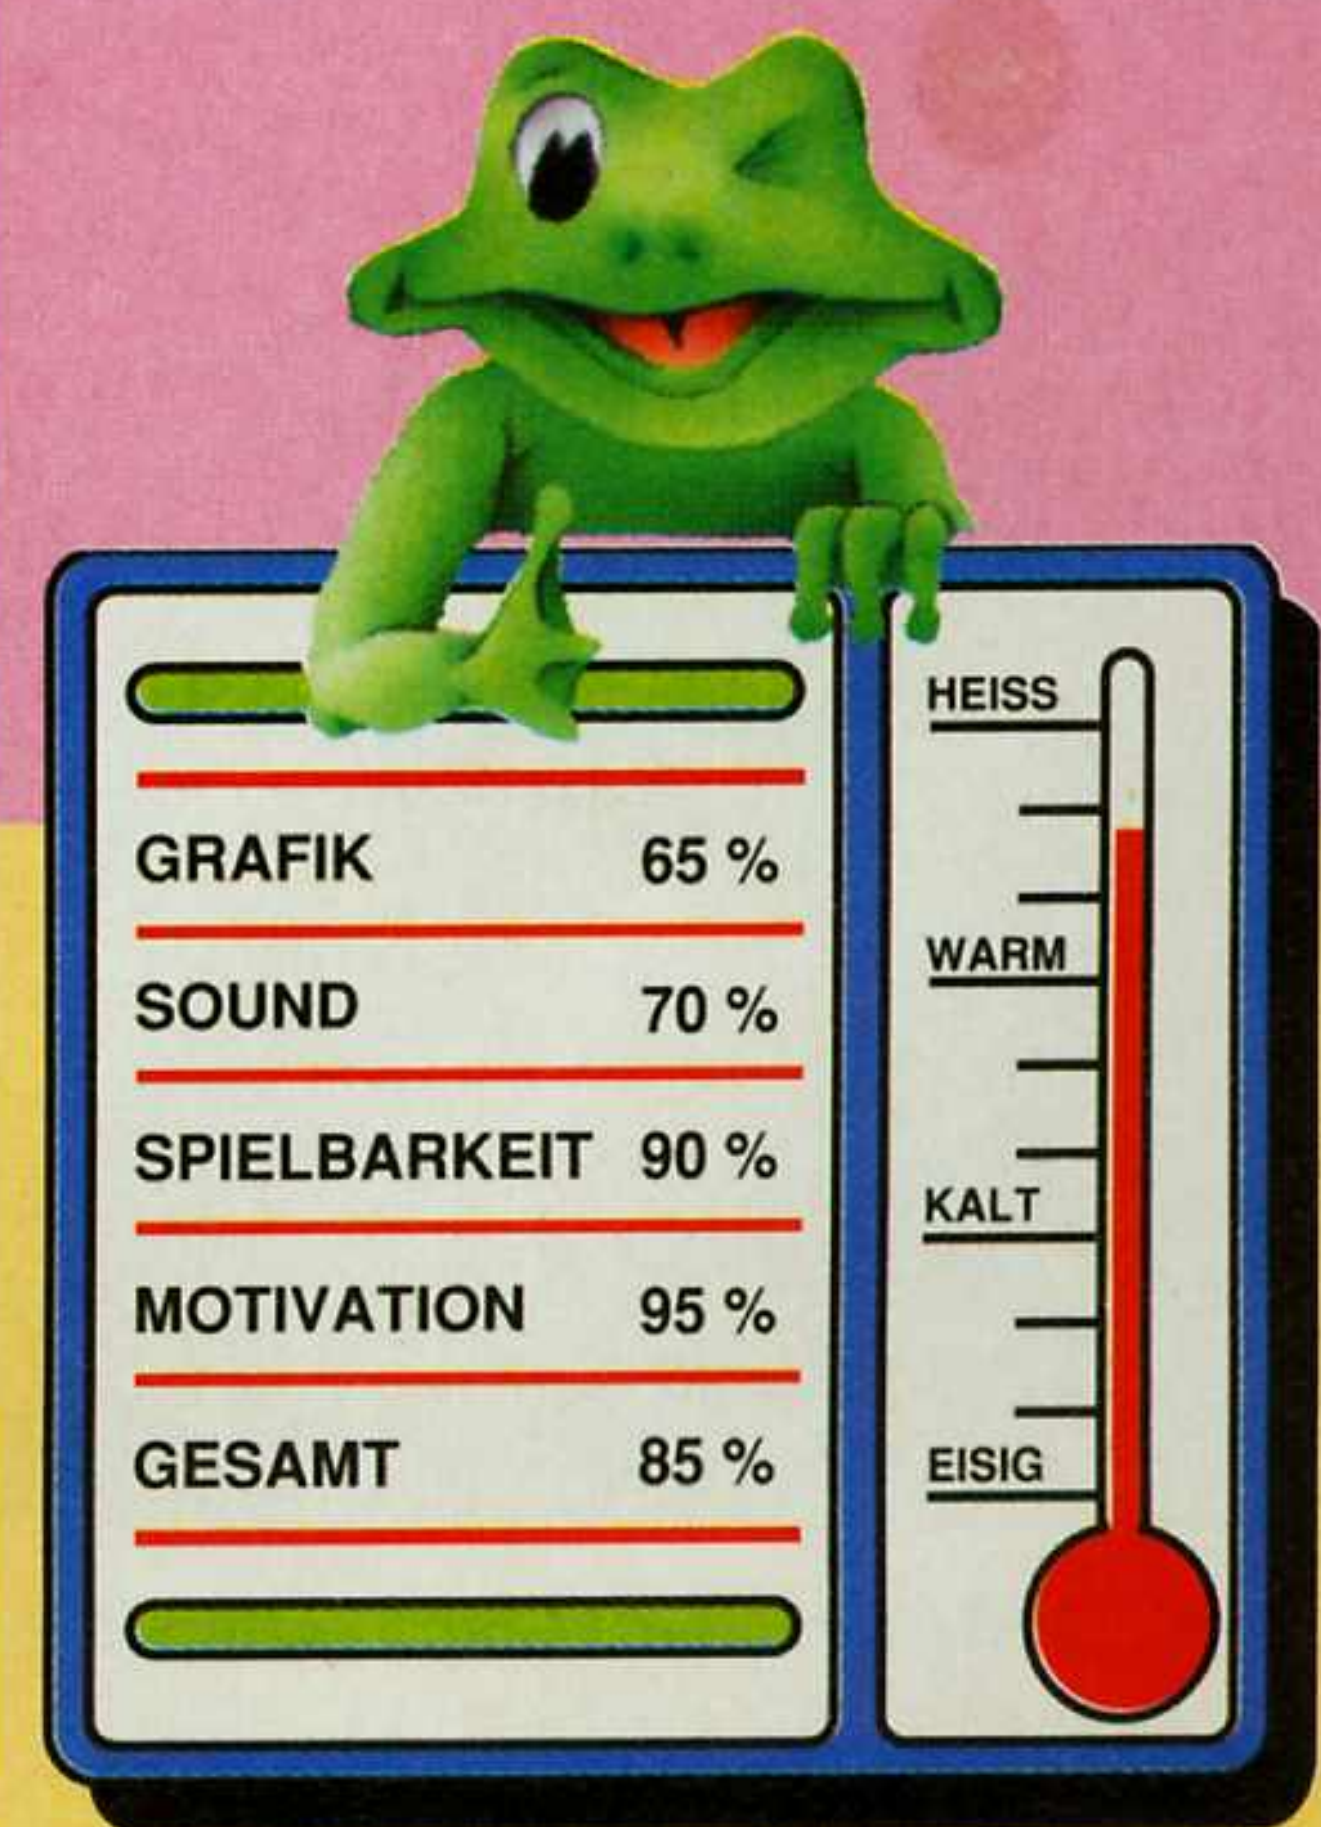 GRAFIK 65 %
SOUND 70 %
SPIELBARKEIT 90 %
MOTIVATION 95 %
GESAMT 85 %
HEISS
WARM
KALT
EISIG